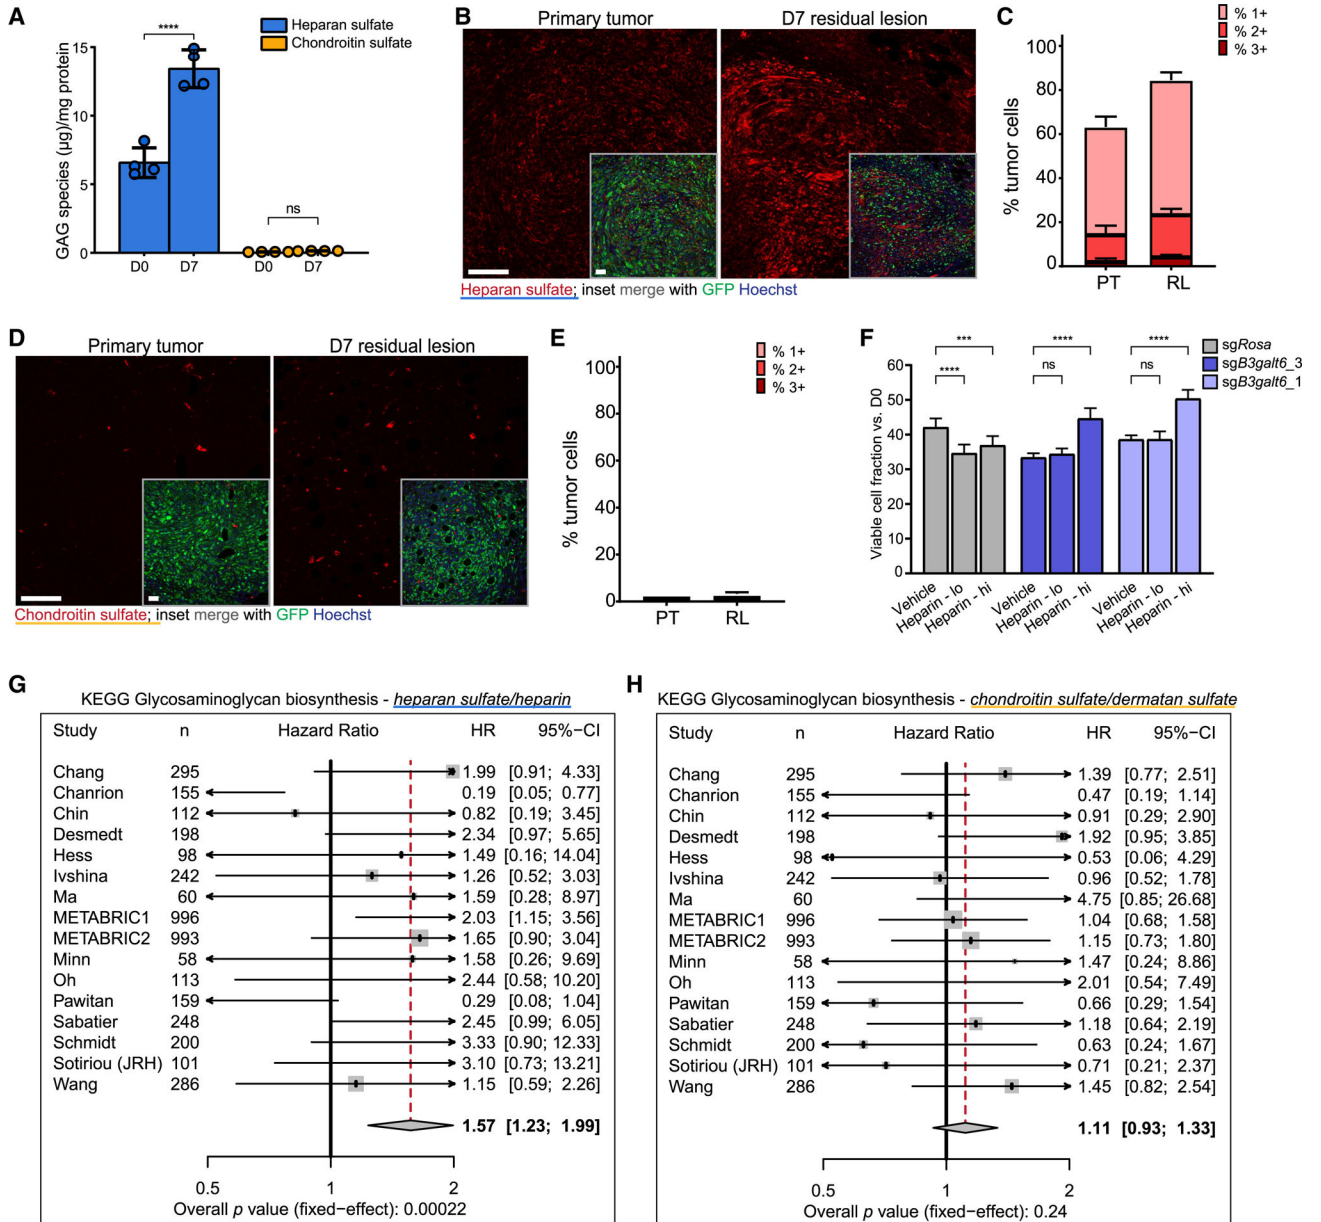 A
Heparan sulfate
Chondroitin sulfate
****
ns
GAG species (µg)/mg protein
15
10
5
0
D0
D7
D0
D7
B
Primary tumor
D7 residual lesion
Heparan sulfate; inset merge with GFP Hoechst
C
% 1+
% 2+
% 3+
% tumor cells
100
80
60
40
20
0
PT
RL
D
Primary tumor
D7 residual lesion
Chondroitin sulfate; inset merge with GFP Hoechst
E
% 1+
% 2+
% 3+
% tumor cells
100
80
60
40
20
0
PT
RL
F
sgRosa
sgB3galt6_3
sgB3galt6_1
***
****
****
****
ns
ns
Viable cell fraction vs. D0
60
50
40
30
20
10
0
Vehicle
Heparin - lo
Heparin - hi
Vehicle
Heparin - lo
Heparin - hi
Vehicle
Heparin - lo
Heparin - hi
G
KEGG Glycosaminoglycan biosynthesis - heparan sulfate/heparin
Study n Hazard Ratio HR 95%−CI
Chang 295 1.99 [0.91; 4.33]
Chanrion 155 0.19 [0.05; 0.77]
Chin 112 0.82 [0.19; 3.45]
Desmedt 198 2.34 [0.97; 5.65]
Hess 98 1.49 [0.16; 14.04]
Ivshina 242 1.26 [0.52; 3.03]
Ma 60 1.59 [0.28; 8.97]
METABRIC1 996 2.03 [1.15; 3.56]
METABRIC2 993 1.65 [0.90; 3.04]
Minn 58 1.58 [0.26; 9.69]
Oh 113 2.44 [0.58; 10.20]
Pawitan 159 0.29 [0.08; 1.04]
Sabatier 248 2.45 [0.99; 6.05]
Schmidt 200 3.33 [0.90; 12.33]
Sotiriou (JRH) 101 3.10 [0.73; 13.21]
Wang 286 1.15 [0.59; 2.26]
1.57 [1.23; 1.99]
0.5 1 2
Overall p value (fixed−effect): 0.00022
H
KEGG Glycosaminoglycan biosynthesis - chondroitin sulfate/dermatan sulfate
Study n Hazard Ratio HR 95%−CI
Chang 295 1.39 [0.77; 2.51]
Chanrion 155 0.47 [0.19; 1.14]
Chin 112 0.91 [0.29; 2.90]
Desmedt 198 1.92 [0.95; 3.85]
Hess 98 0.53 [0.06; 4.29]
Ivshina 242 0.96 [0.52; 1.78]
Ma 60 4.75 [0.85; 26.68]
METABRIC1 996 1.04 [0.68; 1.58]
METABRIC2 993 1.15 [0.73; 1.80]
Minn 58 1.47 [0.24; 8.86]
Oh 113 2.01 [0.54; 7.49]
Pawitan 159 0.66 [0.29; 1.54]
Sabatier 248 1.18 [0.64; 2.19]
Schmidt 200 0.63 [0.24; 1.67]
Sotiriou (JRH) 101 0.71 [0.21; 2.37]
Wang 286 1.45 [0.82; 2.54]
1.11 [0.93; 1.33]
0.5 1 2
Overall p value (fixed−effect): 0.24